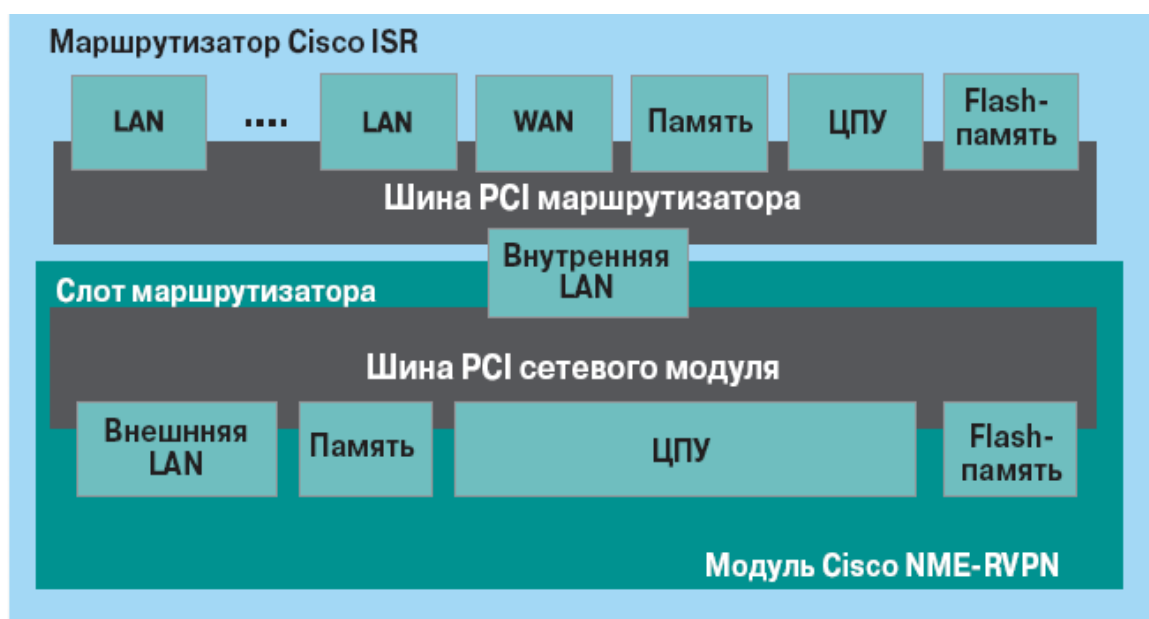 Маршрутизатор Cisco ISR
LAN
....
LAN
WAN
Память
ЦПУ
Flash-
память
Шина PCI маршрутизатора
Внутренняя
LAN
Слот маршрутизатора
Шина PCI сетевого модуля
Внешнняя
LAN
Память
ЦПУ
Flash-
память
Модуль Cisco NME-RVPN